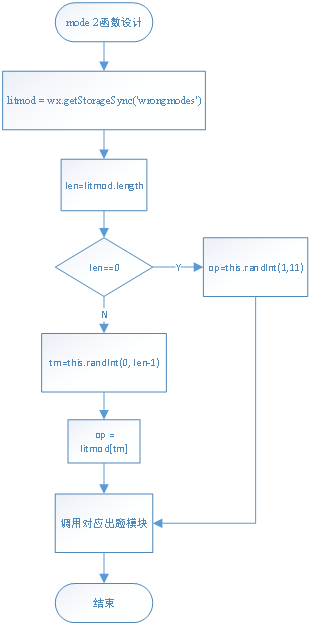 mode 2函数设计
litmod = wx.getStorageSync('wrongmodes')
len=litmod.length
len==0
Y
op=this.randInt(1,11)
N
tm=this.randInt(0, len-1)
op =
litmod[tm]
调用对应出题模块
结束